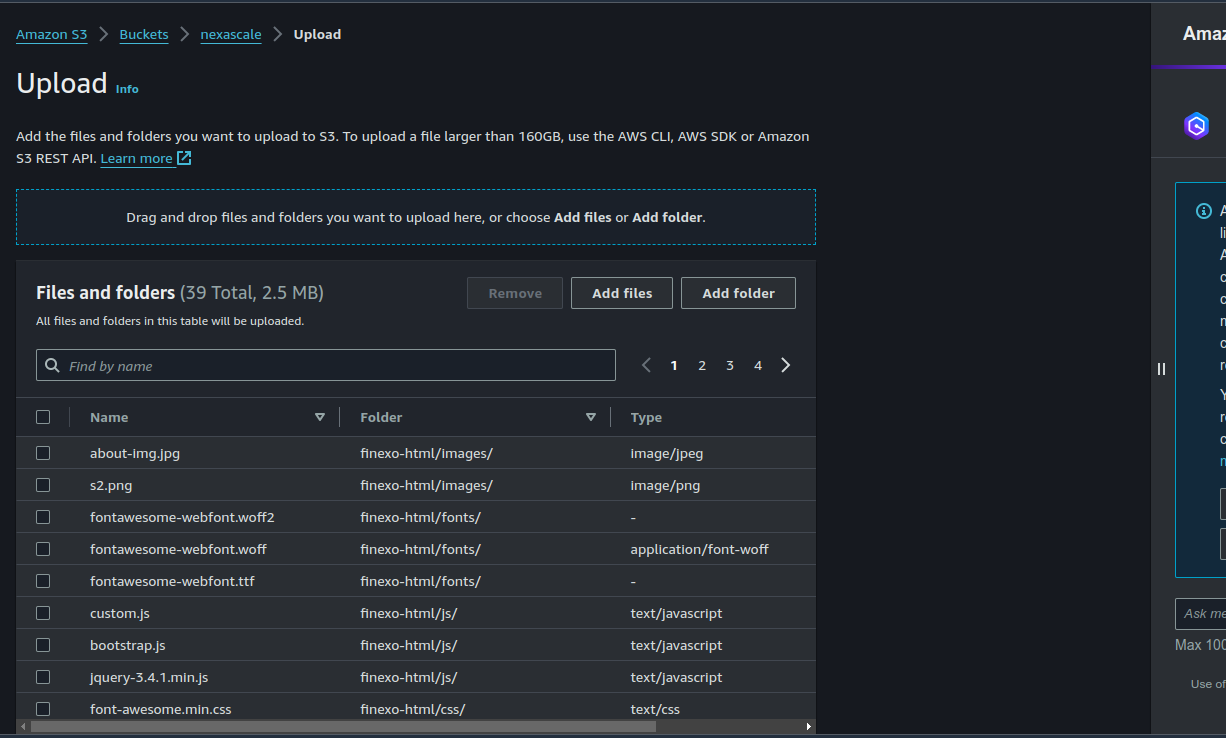 Amazon S3 > Buckets > nexascale > Upload
Upload Info
Add the files and folders you want to upload to S3. To upload a file larger than 160GB, use the AWS CLI, AWS SDK or Amazon
S3 REST API. Learn more
Drag and drop files and folders you want to upload here, or choose Add files or Add folder.
Files and folders (39 Total, 2.5 MB)
Remove
Add files
Add folder
All files and folders in this table will be uploaded.
Find by name
1 2 3 4
Name Folder Type
about-img.jpg finexo-html/images/ image/jpeg
s2.png finexo-html/images/ image/png
fontawesome-webfont.woff2 finexo-html/fonts/ -
fontawesome-webfont.woff finexo-html/fonts/ application/font-woff
fontawesome-webfont.ttf finexo-html/fonts/ -
custom.js finexo-html/js/ text/javascript
bootstrap.js finexo-html/js/ text/javascript
jquery-3.4.1.min.js finexo-html/js/ text/javascript
font-awesome.min.css finexo-html/css/ text/css
Ask me
Max 100
Use of